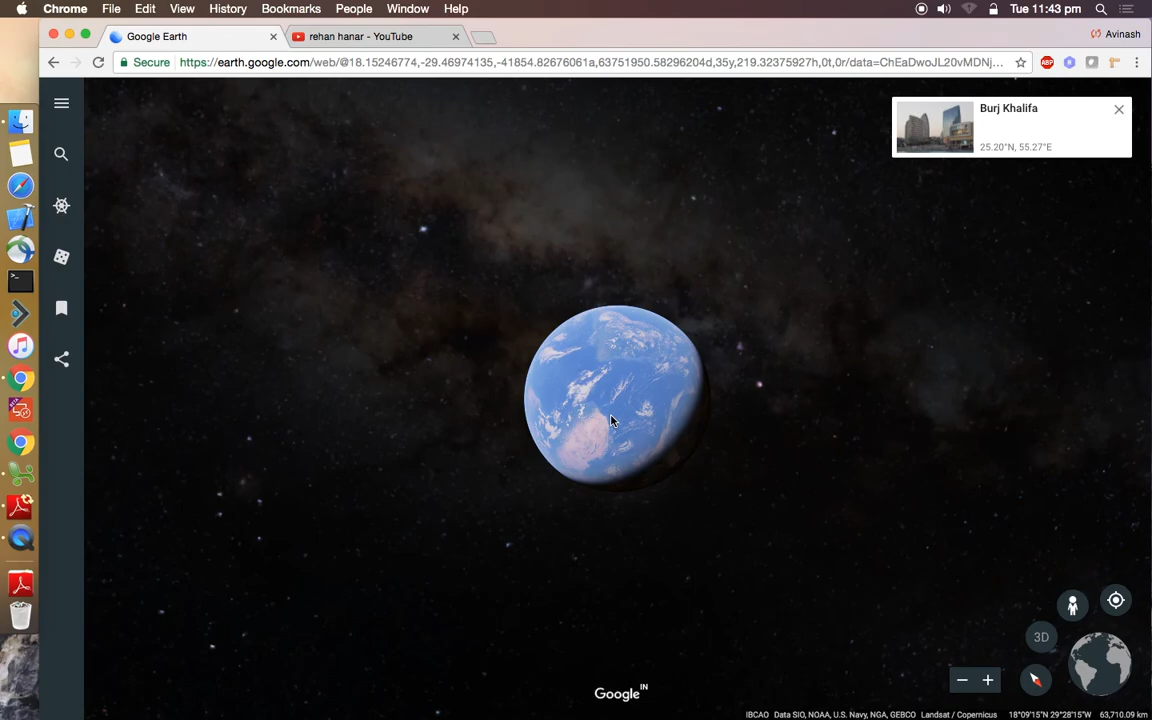 Chrome File Edit View History Bookmarks People Window Help Tue 11:43 pm
Google Earth rehan hanar - YouTube Avinash
Secure https://earth.google.com/web/@18.15246774,-29.46974135,-41854.82676061a,63751950.58296204d,35y,219.32375927h,0t,0r/data=ChEaDwoJL20vMDNj... ABP
Burj Khalifa
25.20°N, 55.27°E
3D
Google IN
IBCAO Data SIO, NOAA, U.S. Navy, NGA, GEBCO Landsat / Copernicus 18°09'15"N 29°28'15"W 63,710.09 km